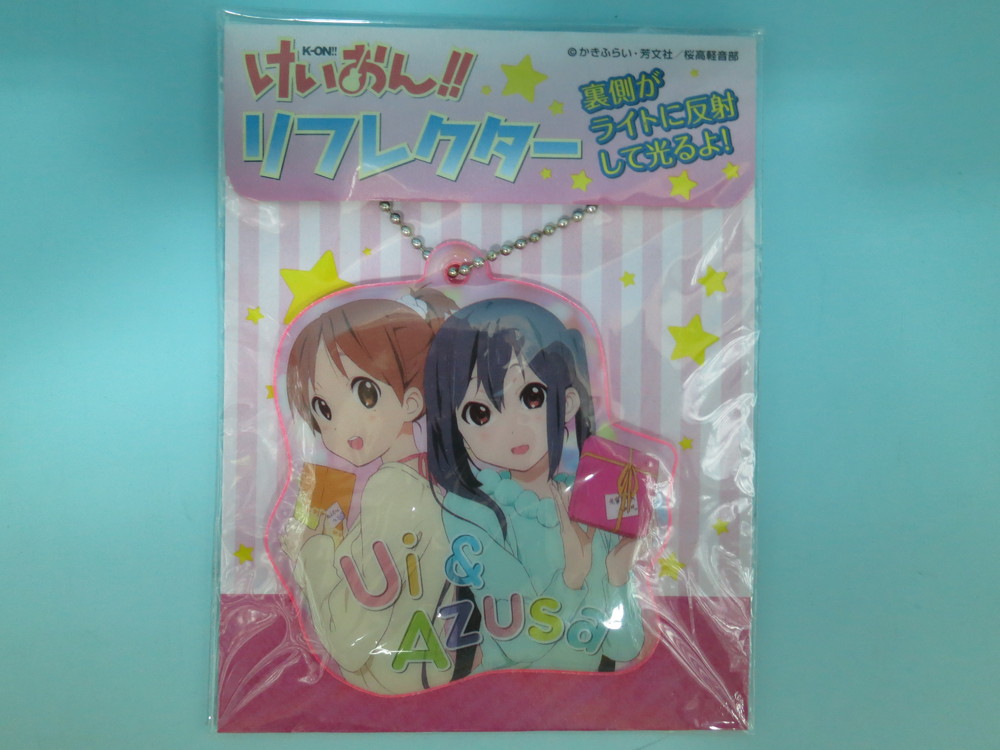 K-ON!!
けいおん!!
リフレクター
©かきふらい・芳文社／桜高軽音部
裏側が
ライトに反射
して光るよ!
Ui &
Azusa